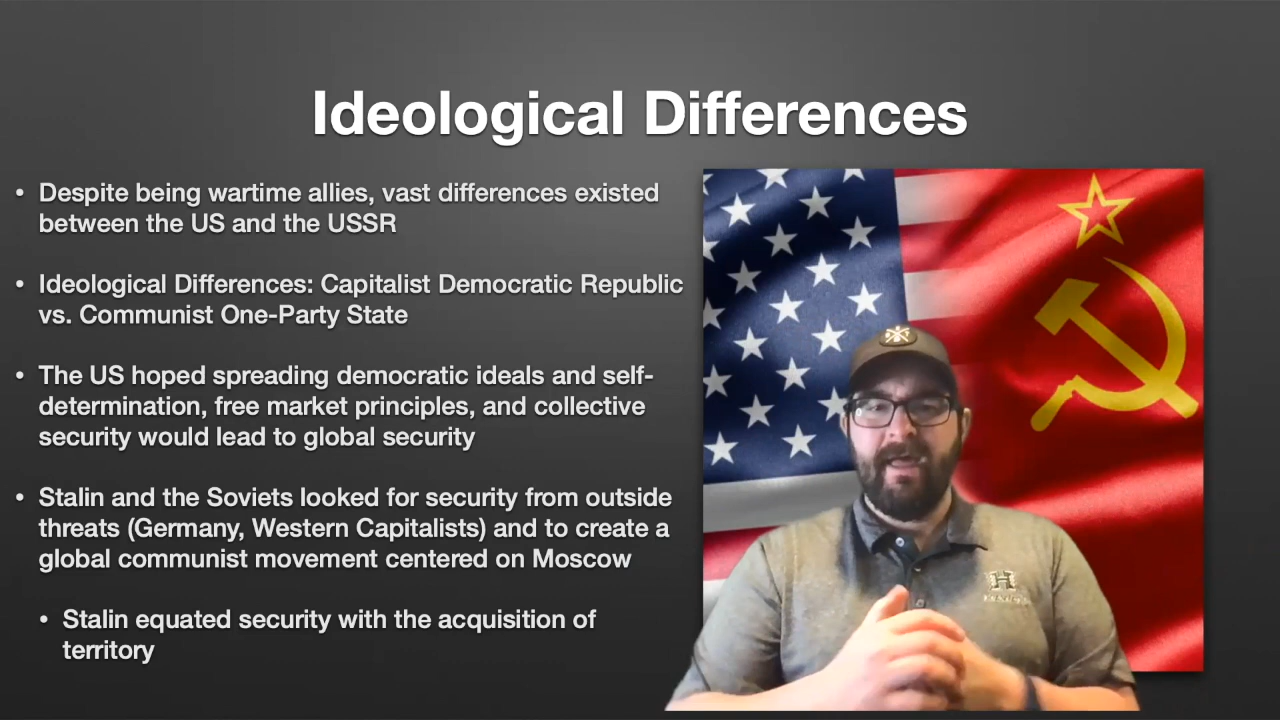 Ideological Differences
• Despite being wartime allies, vast differences existed
between the US and the USSR
• Ideological Differences: Capitalist Democratic Republic
vs. Communist One-Party State
• The US hoped spreading democratic ideals and self-
determination, free market principles, and collective
security would lead to global security
• Stalin and the Soviets looked for security from outside
threats (Germany, Western Capitalists) and to create a
global communist movement centered on Moscow
• Stalin equated security with the acquisition of
territory
H